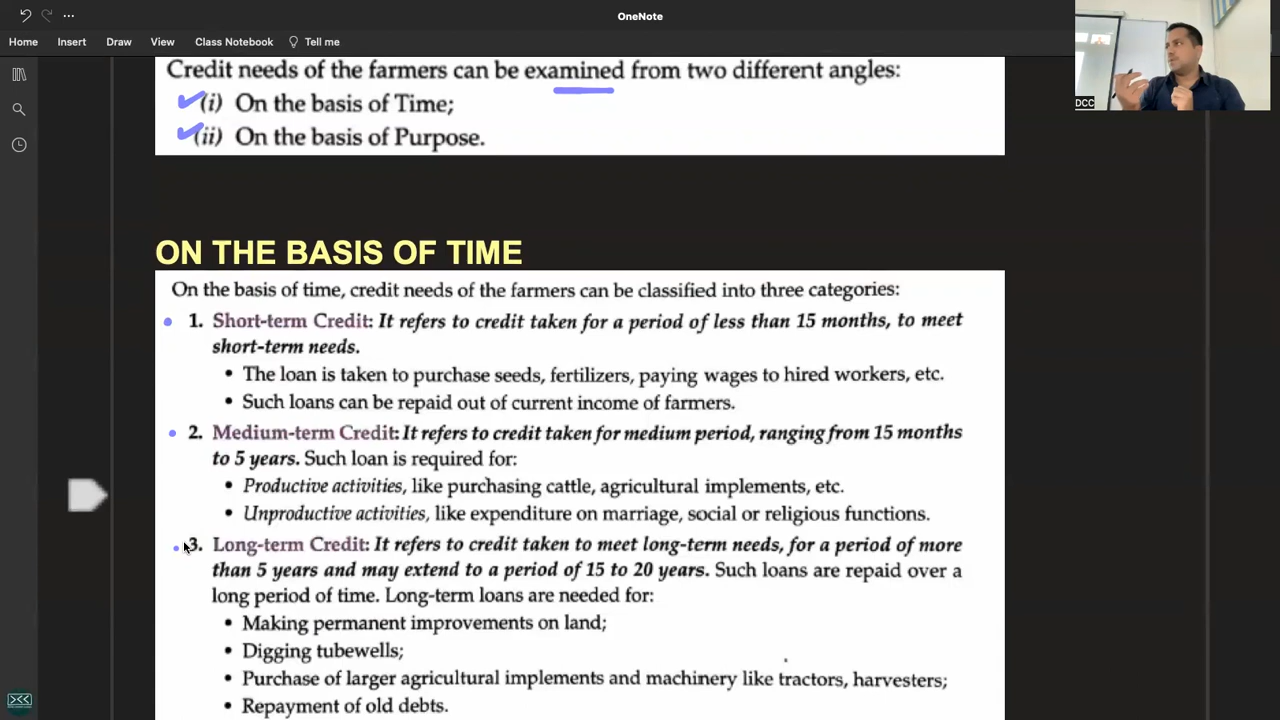 OneNote
Home Insert Draw View Class Notebook Tell me
DCC
Credit needs of the farmers can be examined from two different angles:
(i) On the basis of Time;
(ii) On the basis of Purpose.
ON THE BASIS OF TIME
On the basis of time, credit needs of the farmers can be classified into three categories:
1. Short-term Credit: It refers to credit taken for a period of less than 15 months, to meet
short-term needs.
• The loan is taken to purchase seeds, fertilizers, paying wages to hired workers, etc.
• Such loans can be repaid out of current income of farmers.
2. Medium-term Credit: It refers to credit taken for medium period, ranging from 15 months
to 5 years. Such loan is required for:
• Productive activities, like purchasing cattle, agricultural implements, etc.
• Unproductive activities, like expenditure on marriage, social or religious functions.
3. Long-term Credit: It refers to credit taken to meet long-term needs, for a period of more
than 5 years and may extend to a period of 15 to 20 years. Such loans are repaid over a
long period of time. Long-term loans are needed for:
• Making permanent improvements on land;
• Digging tubewells;
• Purchase of larger agricultural implements and machinery like tractors, harvesters;
• Repayment of old debts.